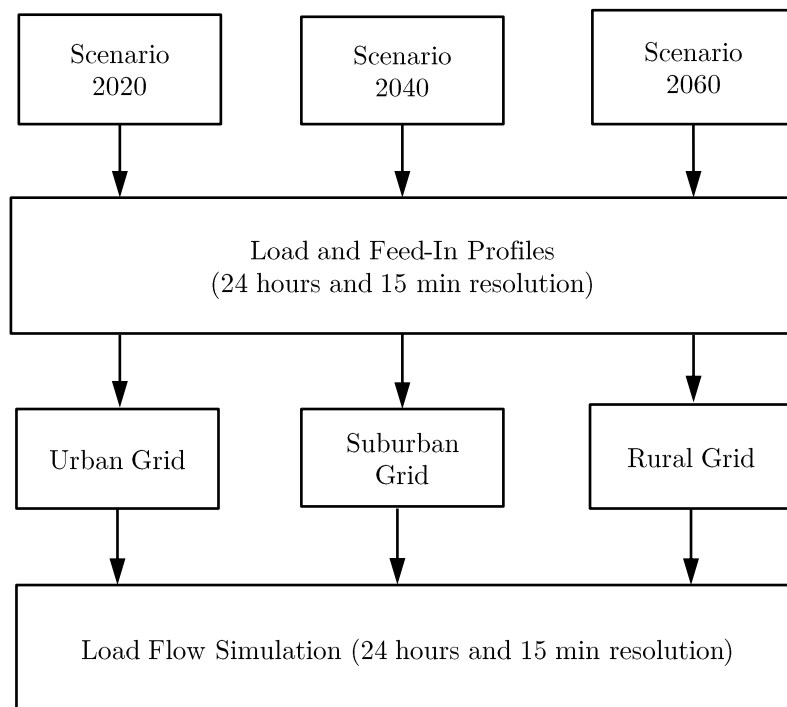 Scenario
2020
Scenario
2040
Scenario
2060
Load and Feed-In Profiles
(24 hours and 15 min resolution)
Urban Grid
Suburban
Grid
Rural Grid
Load Flow Simulation (24 hours and 15 min resolution)